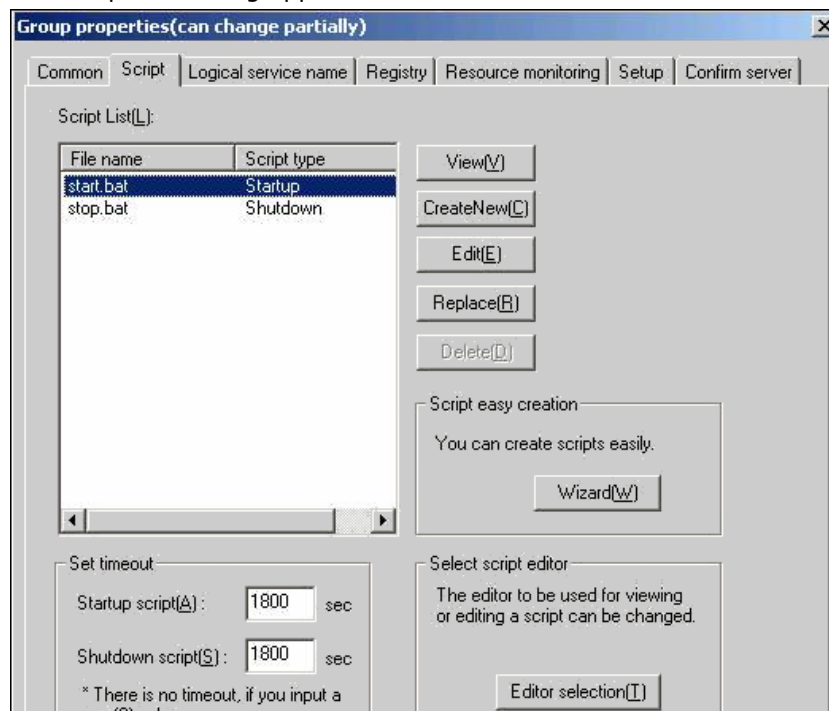 Group properties(can change partially)
Common Script Logical service name Registry Resource monitoring Setup Confirm server
Script List(L):
File name Script type
start.bat Startup
stop.bat Shutdown
View(V)
CreateNew(C)
Edit(E)
Replace(R)
Delete(D)
Script easy creation
You can create scripts easily.
Wizard(W)
Set timeout
Startup script(A) : 1800 sec
Shutdown script(S) : 1800 sec
* There is no timeout, if you input a
Select script editor
The editor to be used for viewing
or editing a script can be changed.
Editor selection(T)